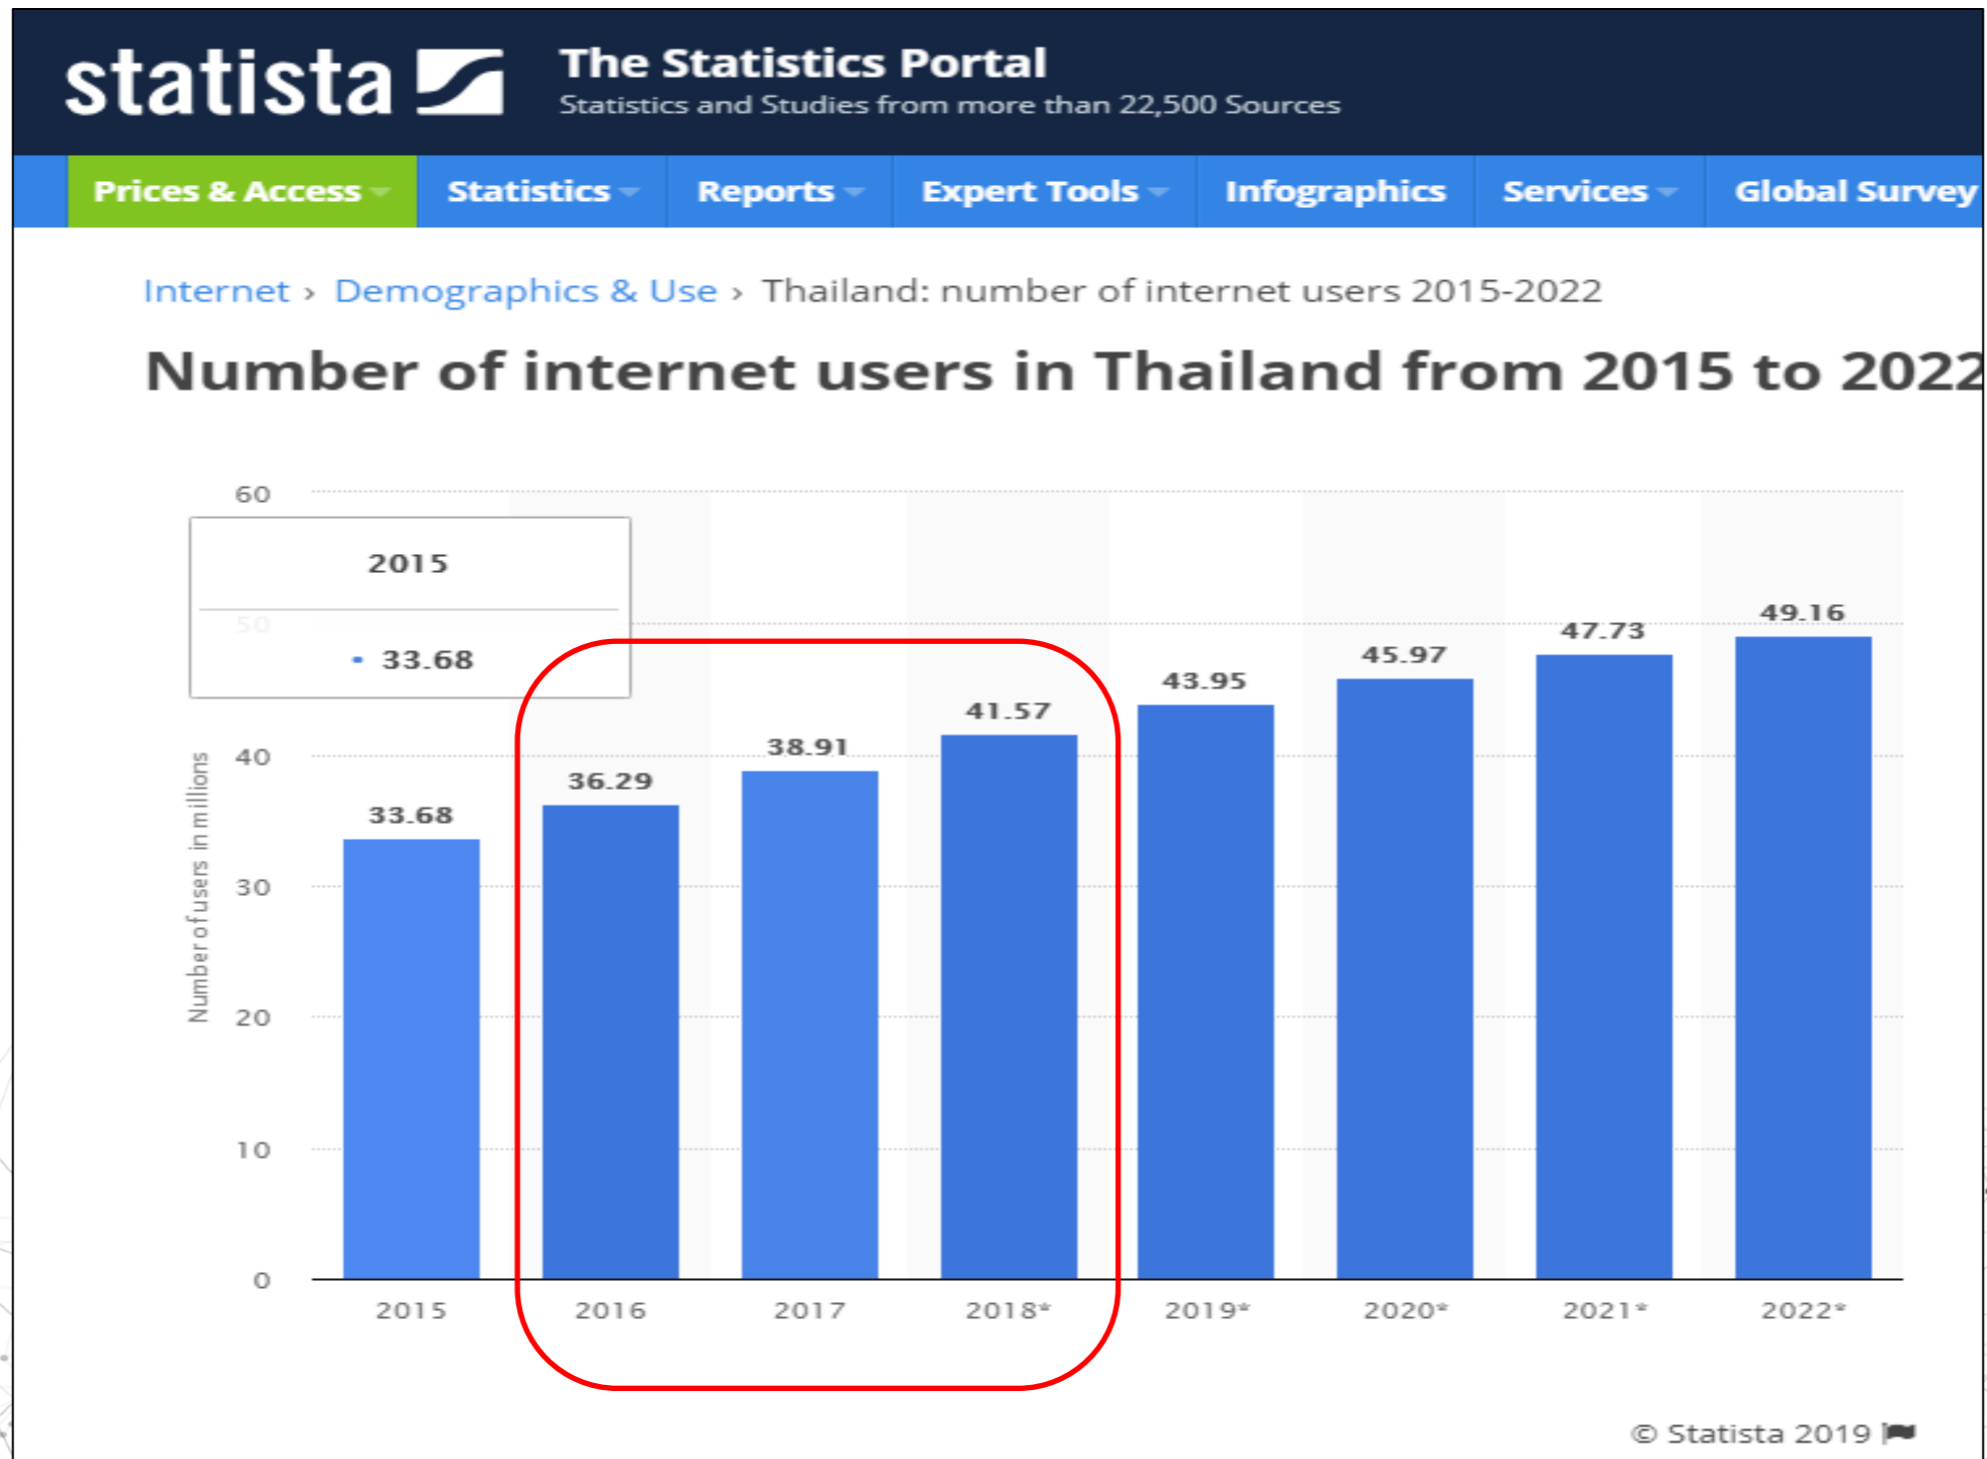 statista
The Statistics Portal
Statistics and Studies from more than 22,500 Sources
Prices & Access Statistics Reports Expert Tools Infographics Services Global Survey
Internet › Demographics & Use › Thailand: number of internet users 2015-2022
Number of internet users in Thailand from 2015 to 2022
60
50
40
30
20
10
0
Number of users in millions
2015
• 33.68
33.68
36.29
38.91
41.57
43.95
45.97
47.73
49.16
2015 2016 2017 2018* 2019* 2020* 2021* 2022*
© Statista 2019